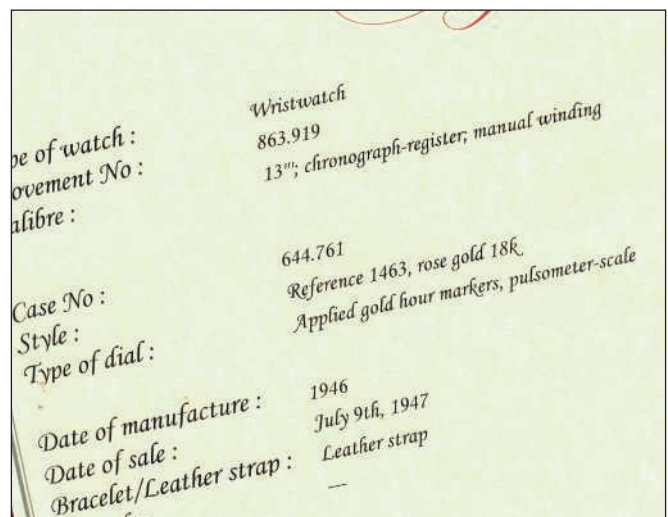 pe of watch : Wristwatch
ovement No : 863.919
alibre : 13'''; chronograph-register; manual winding
Case No : 644.761
Style : Reference 1463, rose gold 18k
Type of dial : Applied gold hour markers, pulsometer-scale
Date of manufacture : 1946
Date of sale : July 9th, 1947
Bracelet/Leather strap : Leather strap
—